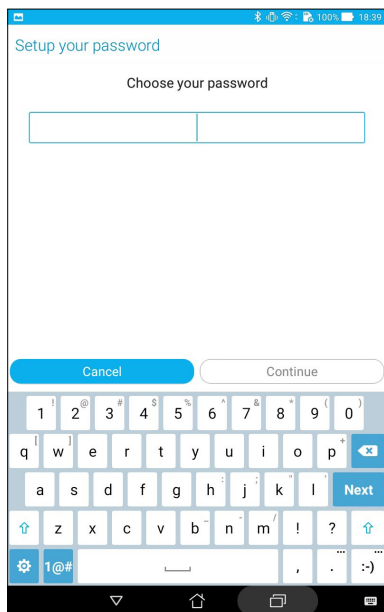 100% 18:39
Setup your password
Choose your password
Cancel Continue
! @ # $ % ^ & * ( )
1 2 3 4 5 6 7 8 9 0
[ ] +
q w e r t y u i o p
: ; " '
a s d f g h j k l Next
_ - /
z x c v b n m ! ?
1@# , . ... :-) ...